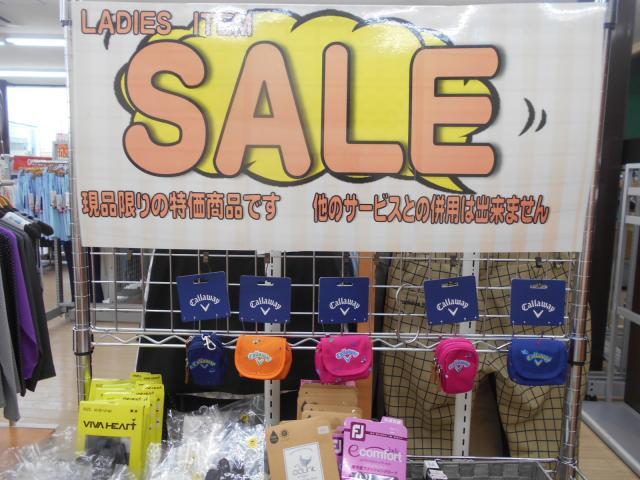 LADIES ITEM
SALE
現品限りの特価商品です 他のサービスとの併用は出来ません
Callaway
Callaway
Callaway
Callaway
Callaway
VIVA HEART
FJ
ecomfort